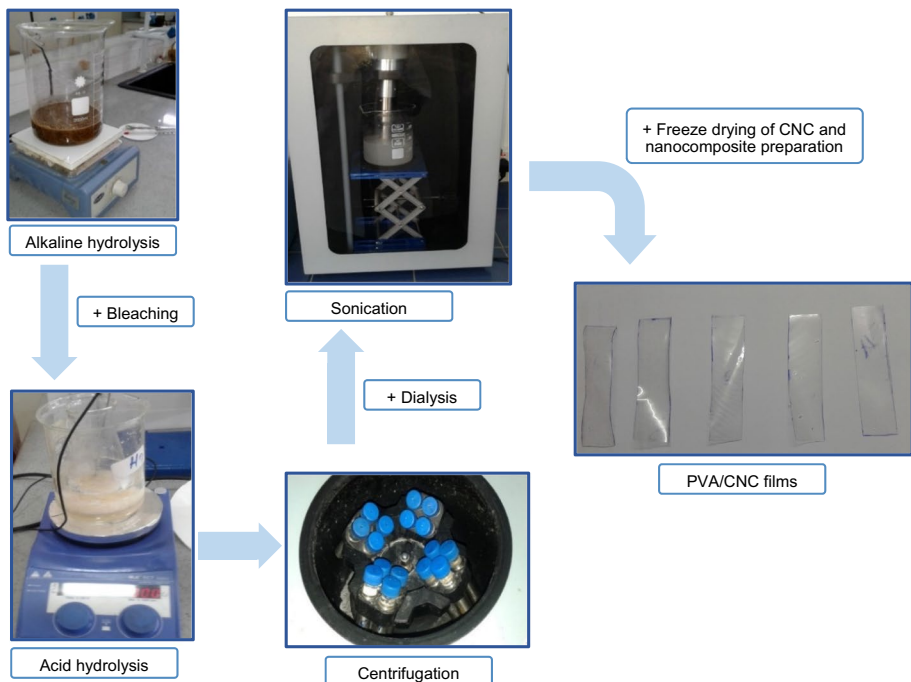 Alkaline hydrolysis
+ Bleaching
Acid hydrolysis
Centrifugation
+ Dialysis
Sonication
+ Freeze drying of CNC and
nanocomposite preparation
PVA/CNC films